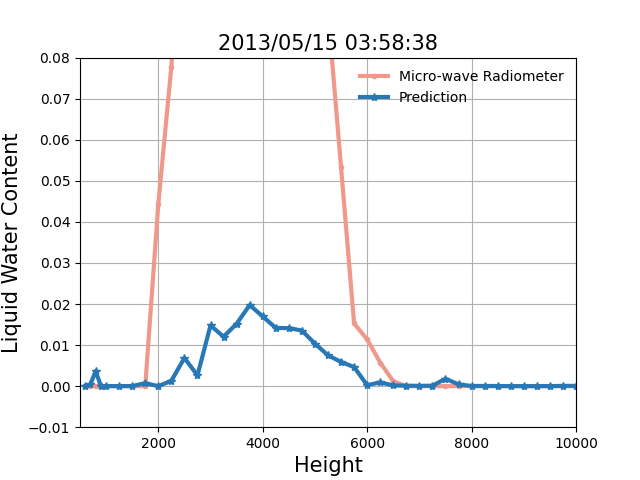 2013/05/15 03:58:38
0.08
0.07
0.06
0.05
0.04
0.03
0.02
0.01
0.00
−0.01
Liquid Water Content
Micro-wave Radiometer
Prediction
2000 4000 6000 8000 10000
Height